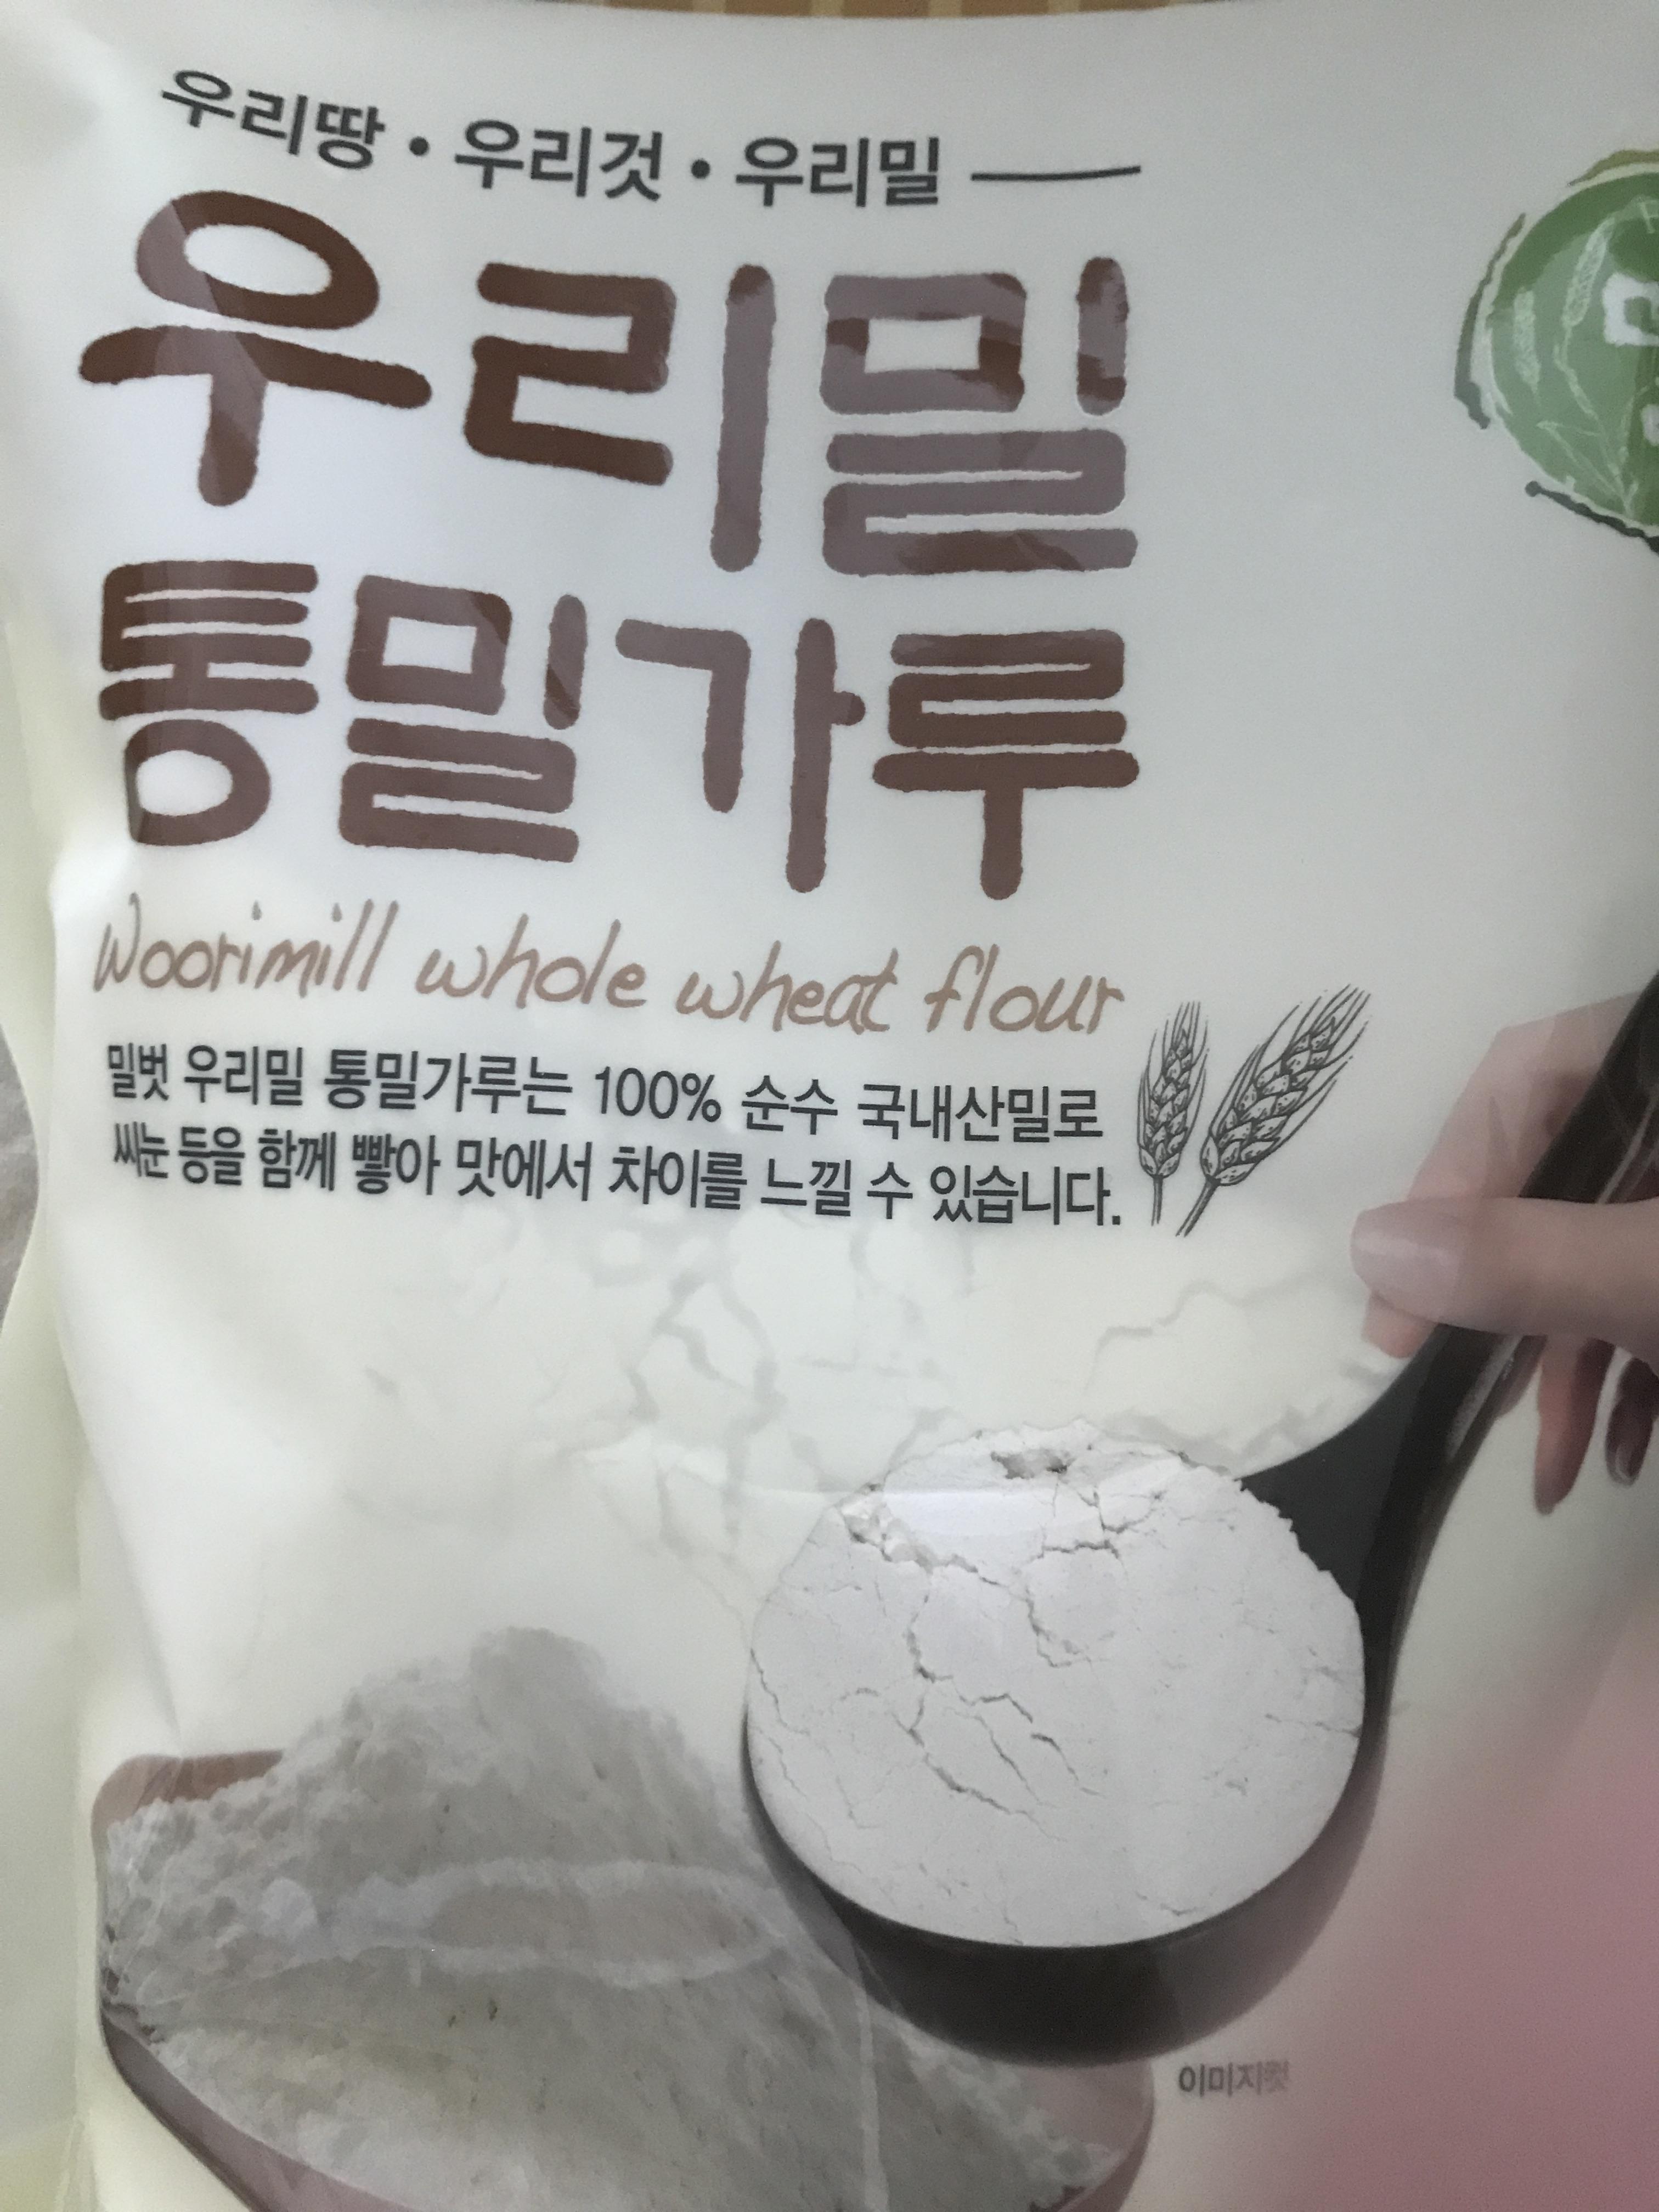 우리땅 · 우리것 · 우리밀
우리밀
통밀가루
Woorimill whole wheat flour
밀벗 우리밀 통밀가루는 100% 순수 국내산밀로
씨눈 등을 함께 빻아 맛에서 차이를 느낄 수 있습니다.
이미지컷